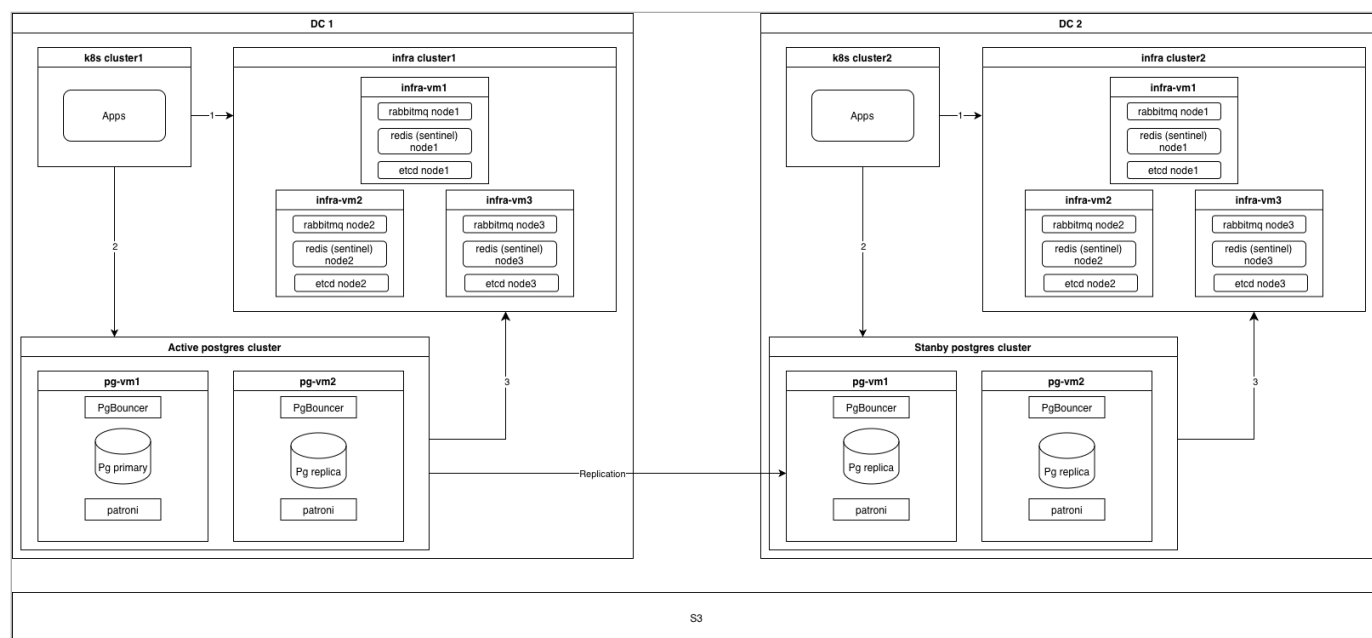 DC 1
k8s cluster1
Apps
1
2
infra cluster1
infra-vm1
rabbitmq node1
redis (sentinel)
node1
etcd node1
infra-vm2
rabbitmq node2
redis (sentinel)
node2
etcd node2
infra-vm3
rabbitmq node3
redis (sentinel)
node3
etcd node3
Active postgres cluster
pg-vm1
PgBouncer
Pg primary
patroni
pg-vm2
PgBouncer
Pg replica
patroni
3
Replication
DC 2
k8s cluster2
Apps
1
2
infra cluster2
infra-vm1
rabbitmq node1
redis (sentinel)
node1
etcd node1
infra-vm2
rabbitmq node2
redis (sentinel)
node2
etcd node2
infra-vm3
rabbitmq node3
redis (sentinel)
node3
etcd node3
Stanby postgres cluster
pg-vm1
PgBouncer
Pg replica
patroni
pg-vm2
PgBouncer
Pg replica
patroni
3
S3